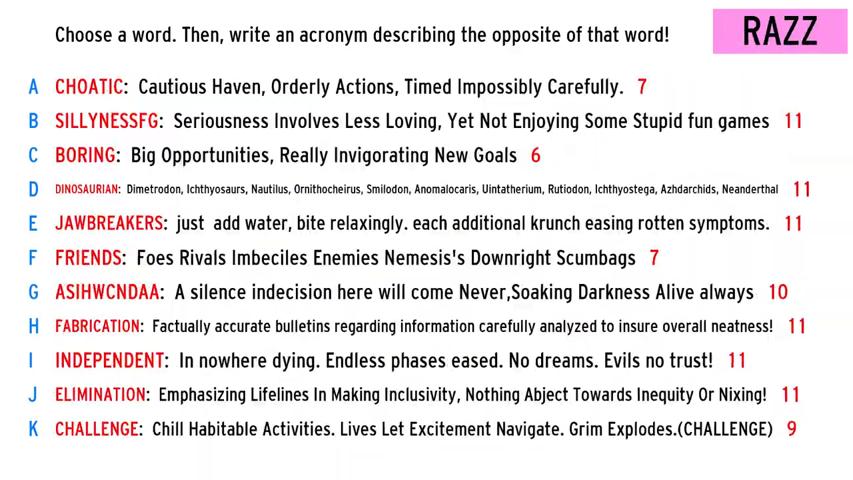 Choose a word. Then, write an acronym describing the opposite of that word!
RAZZ
A CHOATIC: Cautious Haven, Orderly Actions, Timed Impossibly Carefully. 7
B SILLYNESSFG: Seriousness Involves Less Loving, Yet Not Enjoying Some Stupid fun games 11
C BORING: Big Opportunities, Really Invigorating New Goals 6
D DINOSAURIAN: Dimetrodon, Ichthyosaurs, Nautilus, Ornithocheirus, Smilodon, Anomalocaris, Uintatherium, Rutiodon, Ichthyostega, Azhdarchids, Neanderthal 11
E JAWBREAKERS: just add water, bite relaxingly. each additional krunch easing rotten symptoms. 11
F FRIENDS: Foes Rivals Imbeciles Enemies Nemesis's Downright Scumbags 7
G ASIHWCNDAA: A silence indecision here will come Never,Soaking Darkness Alive always 10
H FABRICATION: Factually accurate bulletins regarding information carefully analyzed to insure overall neatness! 11
I INDEPENDENT: In nowhere dying. Endless phases eased. No dreams. Evils no trust! 11
J ELIMINATION: Emphasizing Lifelines In Making Inclusivity, Nothing Abject Towards Inequity Or Nixing! 11
K CHALLENGE: Chill Habitable Activities. Lives Let Excitement Navigate. Grim Explodes.(CHALLENGE) 9